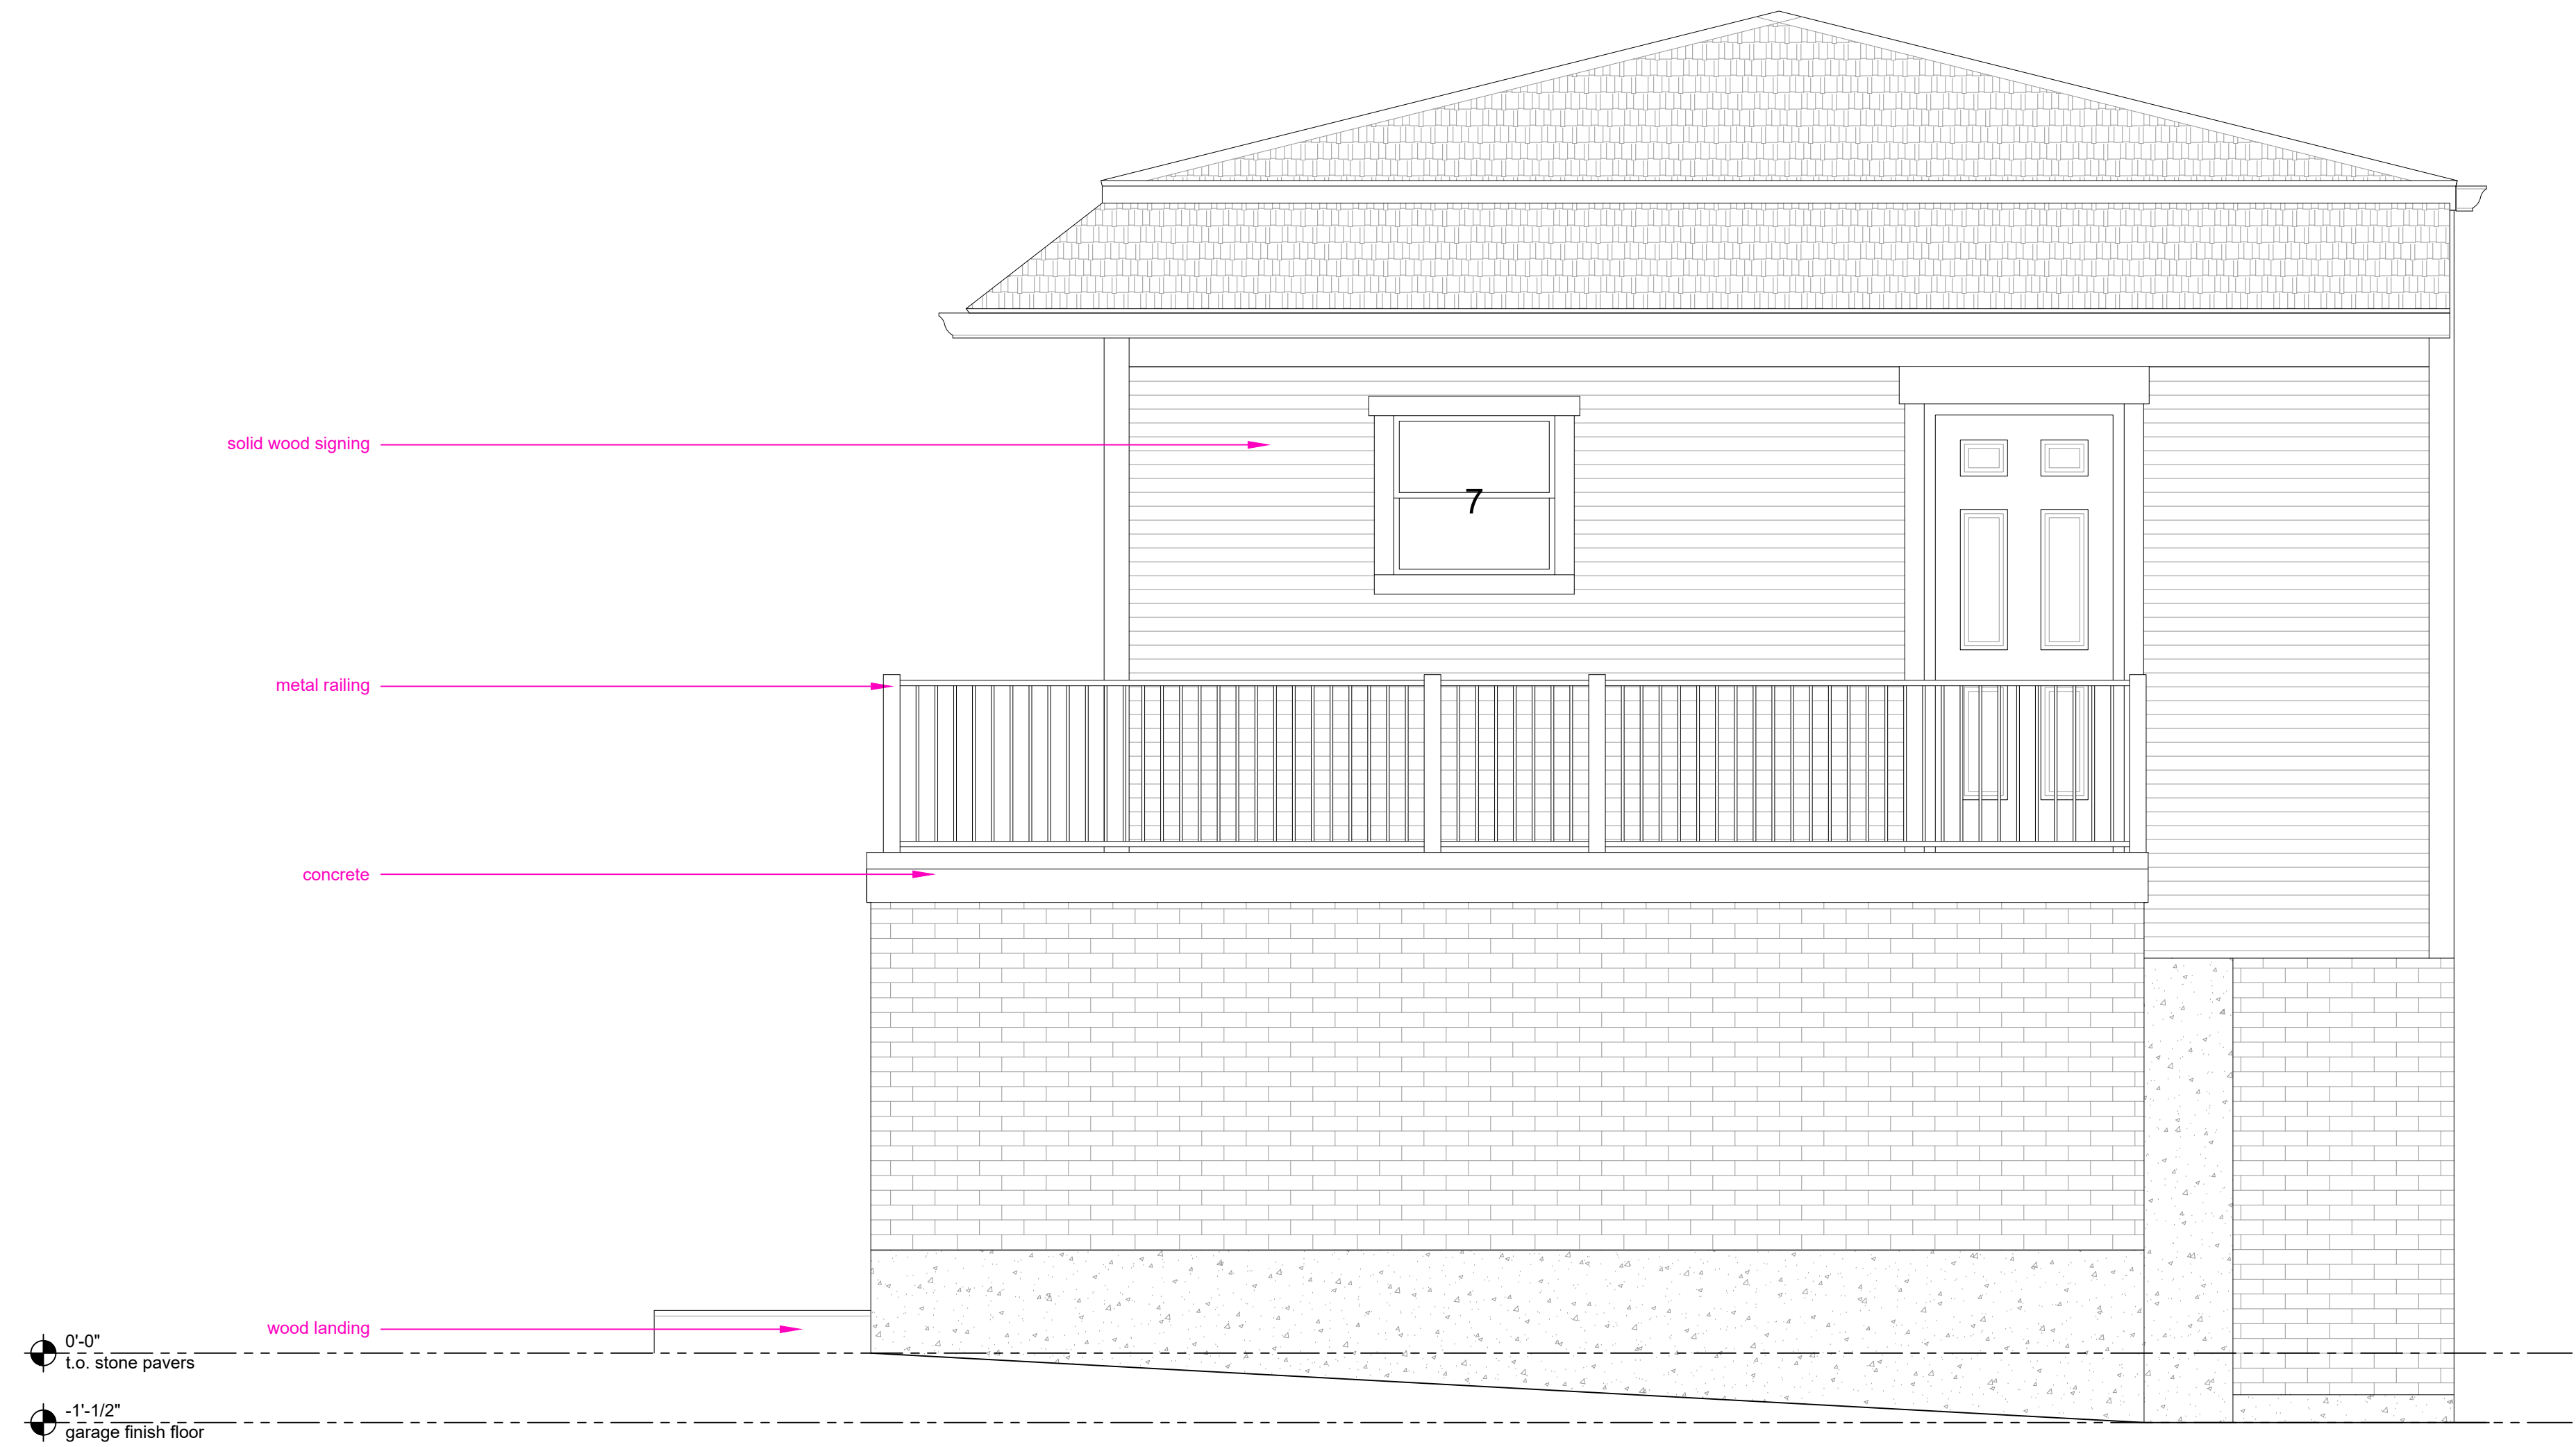 solid wood signing
7
metal railing
concrete
wood landing
0'-0"
t.o. stone pavers
-1'-1/2"
garage finish floor